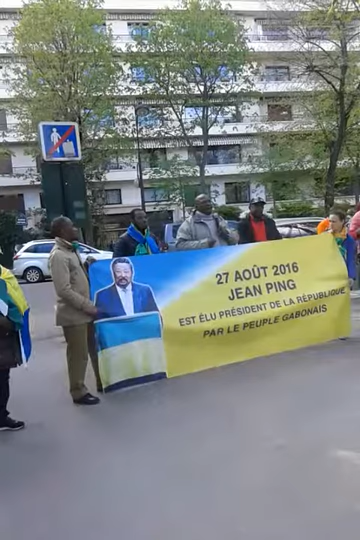 27 AOÛT 2016
JEAN PING
EST ÉLU PRÉSIDENT DE LA RÉPUBLIQUE
PAR LE PEUPLE GABONAIS